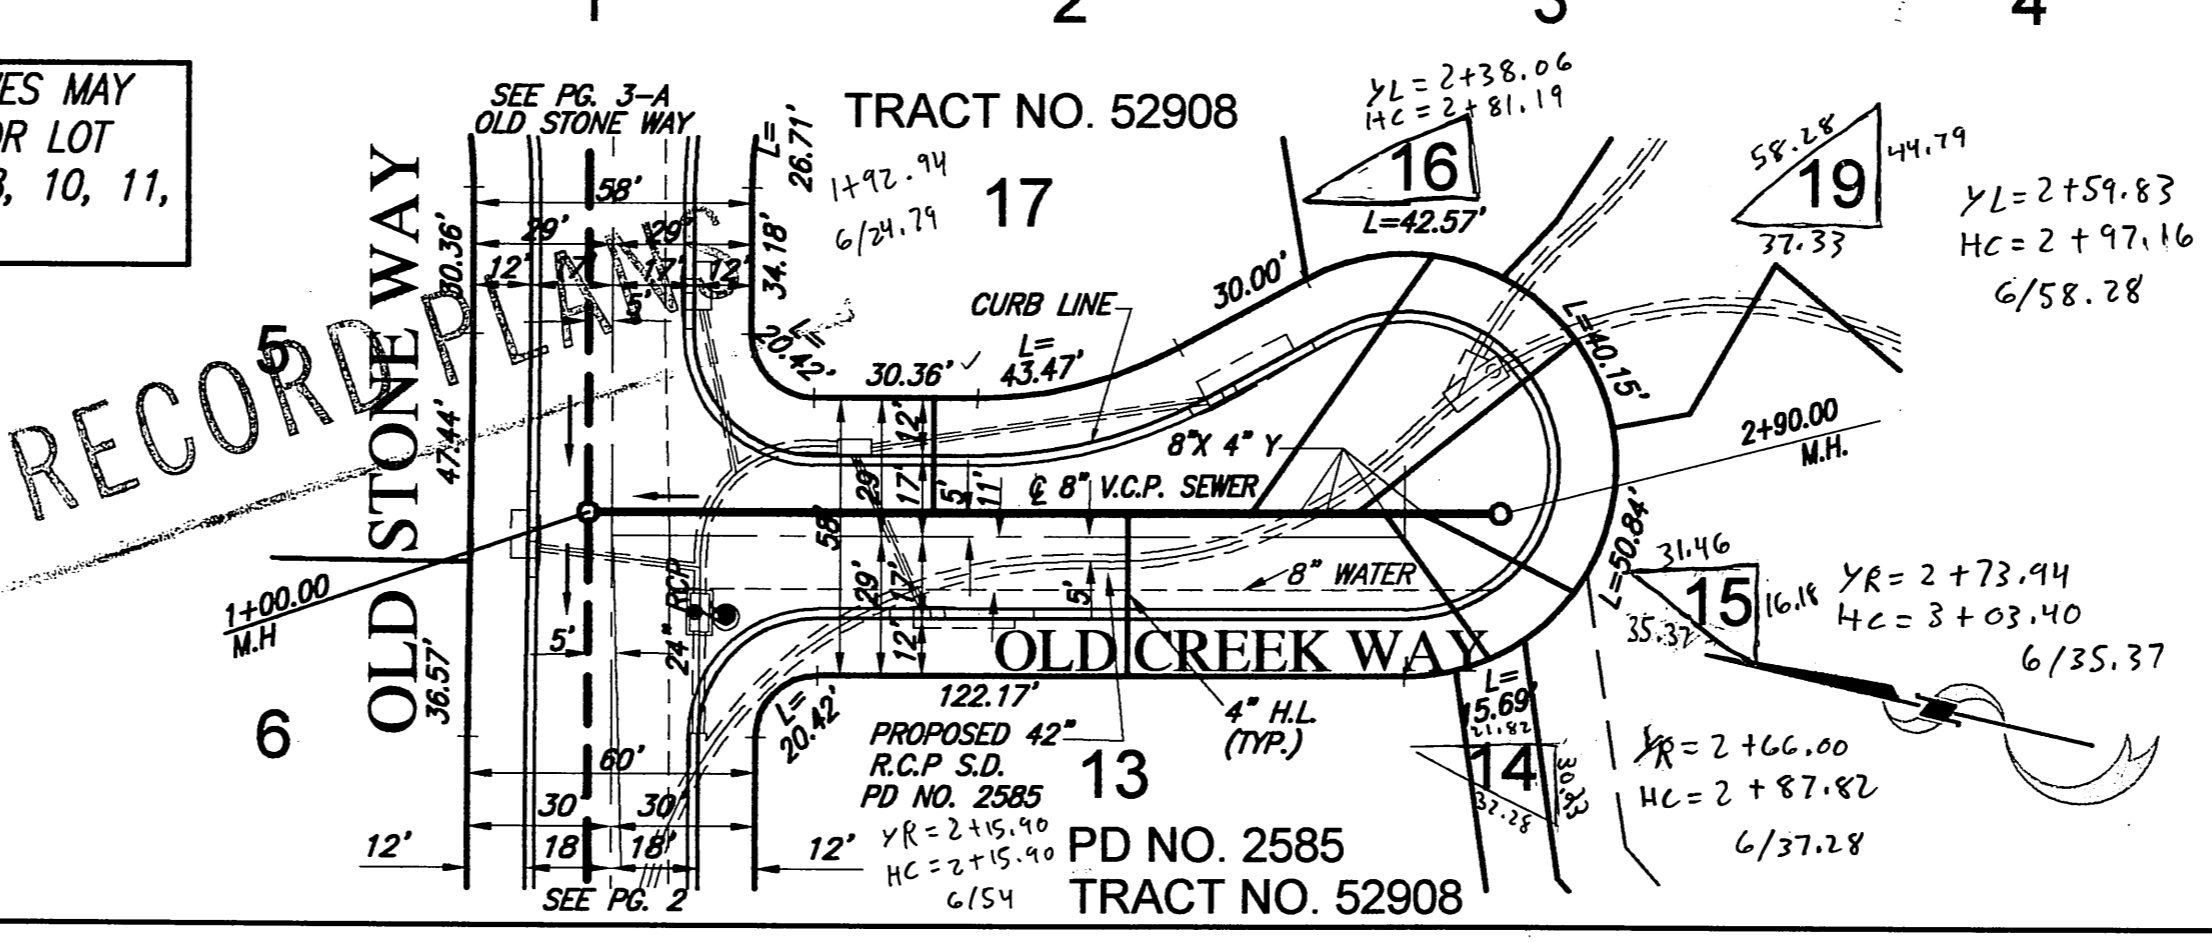 1
2
3
4
ES MAY
OR LOT
, 10, 11,
SEE PG. 3-A
OLD STONE WAY
TRACT NO. 52908
L=
26.71'
YL = 2+38.06
HC = 2+81.19
16
L=42.57'
58.28
44.79
19
37.33
YL = 2+59.83
HC = 2+97.16
6/58.28
1+92.94
6/24.79
17
58'
29'
29'
12'
17'
17'
12'
5'
30.36'
34.18'
OLD STONE WAY
RECORD PLANS
5
47.44'
L=
20.42'
CURB LINE
30.00'
30.36'
L=
43.47'
L=40.15'
2+90.00
M.H.
8"X 4" Y
℄ 8" V.C.P. SEWER
12'
17'
29'
5'
11'
58'
29'
17'
12'
5'
8" WATER
L=50.84'
1+00.00
M.H
5'
24" RCP
36.57'
OLD CREEK WAY
31.46
15
16.18
35.37
YR = 2+73.94
HC = 3+03.40
6/35.37
6
L=
20.42'
122.17'
PROPOSED 42"
R.C.P S.D.
PD NO. 2585
4" H.L.
(TYP.)
13
L=
15.69'
21.82
14
32.28
YR = 2+66.00
HC = 2+87.82
6/37.28
60'
30
30'
12'
18
18'
12'
YR = 2+15.90
HC = 2+15.90
6/54
PD NO. 2585
TRACT NO. 52908
SEE PG. 2